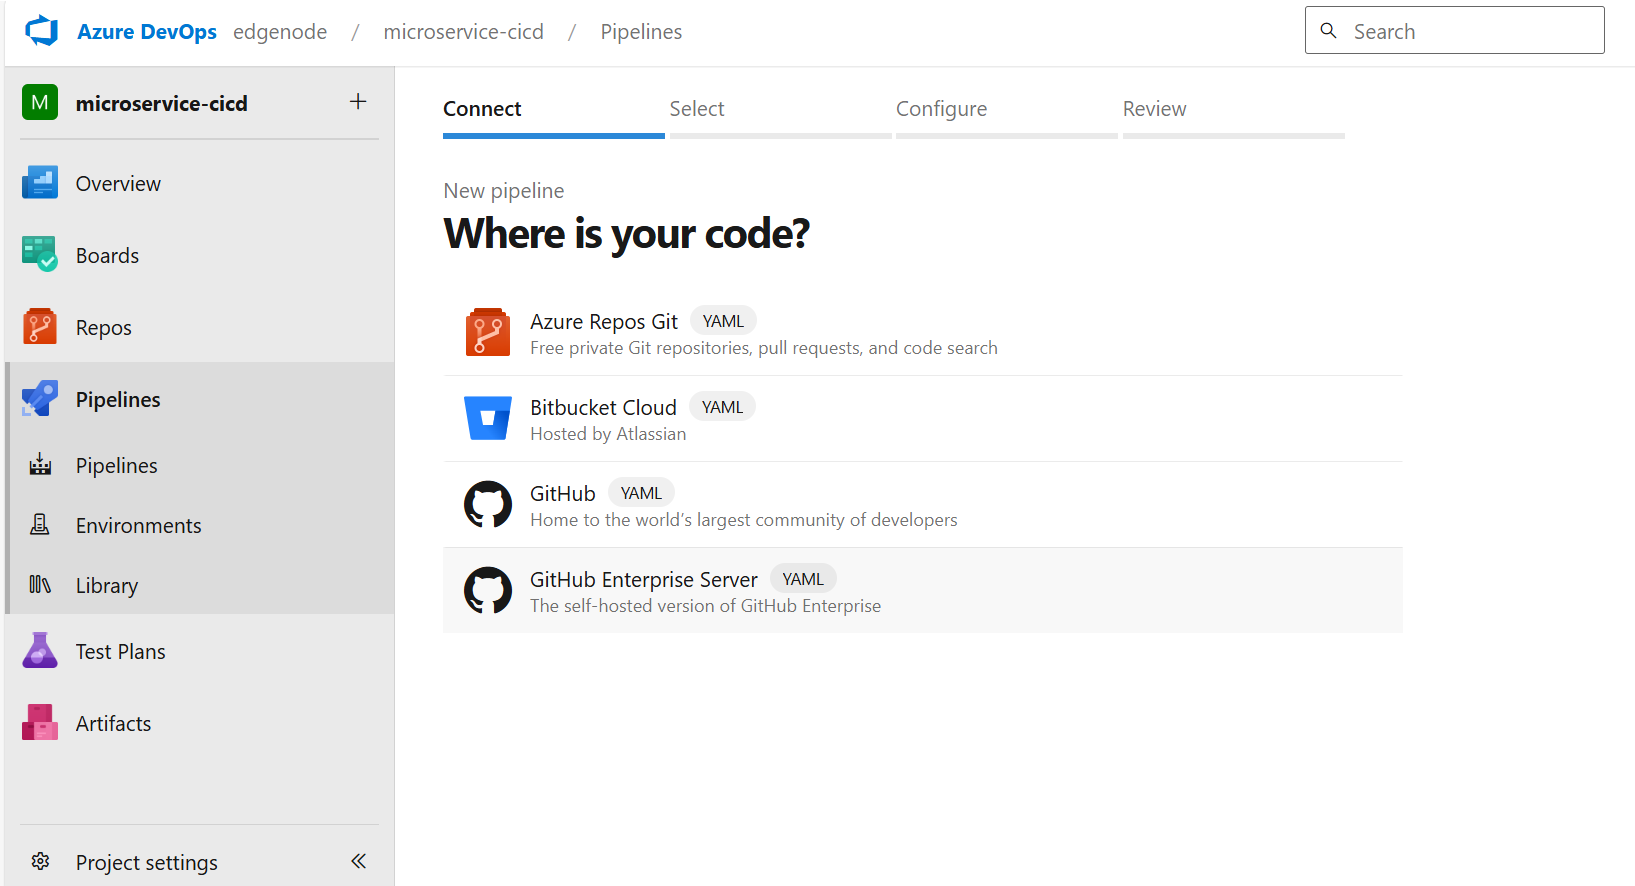 Azure DevOps edgenode / microservice-cicd / Pipelines
Search
M microservice-cicd +
Overview
Boards
Repos
Pipelines
Pipelines
Environments
Library
Test Plans
Artifacts
Project settings
Connect Select Configure Review
New pipeline
Where is your code?
Azure Repos Git YAML
Free private Git repositories, pull requests, and code search
Bitbucket Cloud YAML
Hosted by Atlassian
GitHub YAML
Home to the world’s largest community of developers
GitHub Enterprise Server YAML
The self-hosted version of GitHub Enterprise